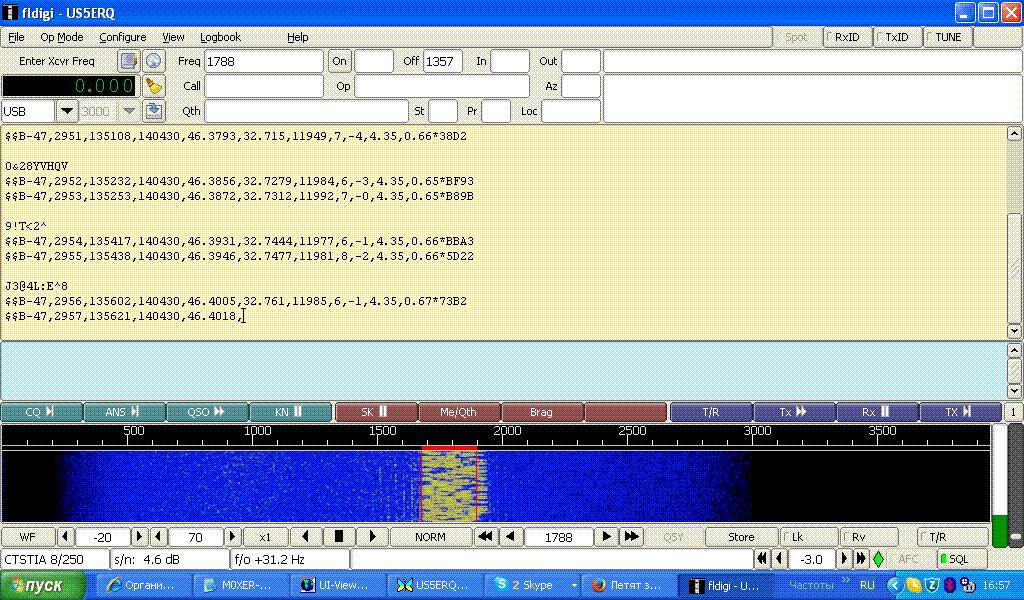 fldigi - US5ERQ
File Op Mode Configure View Logbook Help Spot RxID TxID TUNE
Enter Xcvr Freq Freq 1788 On Off 1357 In Out
0.000 Call Op Az
USB 3000 Qth St Pr Loc
$$B-47,2951,135108,140430,46.3793,32.715,11949,7,-4,4.35,0.66*38D2
0&28YVHQV
$$B-47,2952,135232,140430,46.3856,32.7279,11984,6,-3,4.35,0.65*BF93
$$B-47,2953,135253,140430,46.3872,32.7312,11992,7,-0,4.35,0.65*B89B
9!T<2^
$$B-47,2954,135417,140430,46.3931,32.7444,11977,6,-1,4.35,0.66*BBA3
$$B-47,2955,135438,140430,46.3946,32.7477,11981,8,-2,4.35,0.66*5D22
J3@4L:E^8
$$B-47,2956,135602,140430,46.4005,32.761,11985,6,-1,4.35,0.67*73B2
$$B-47,2957,135621,140430,46.4018,
CQ ANS QSO KN SK Me/Qth Brag T/R Tx Rx TX 1
500 1000 1500 2000 2500 3000 3500
WF -20 70 x1 NORM 1788 QSY Store Lk Rv T/R
CTSTIA 8/250 s/n: 4.6 dB f/o +31.2 Hz -3.0 AFC SQL
пуск Органи... M0XER-... UI-View... US5ERQ... 2 Skype Летят з... fldigi - U... Частоты » RU 16:57